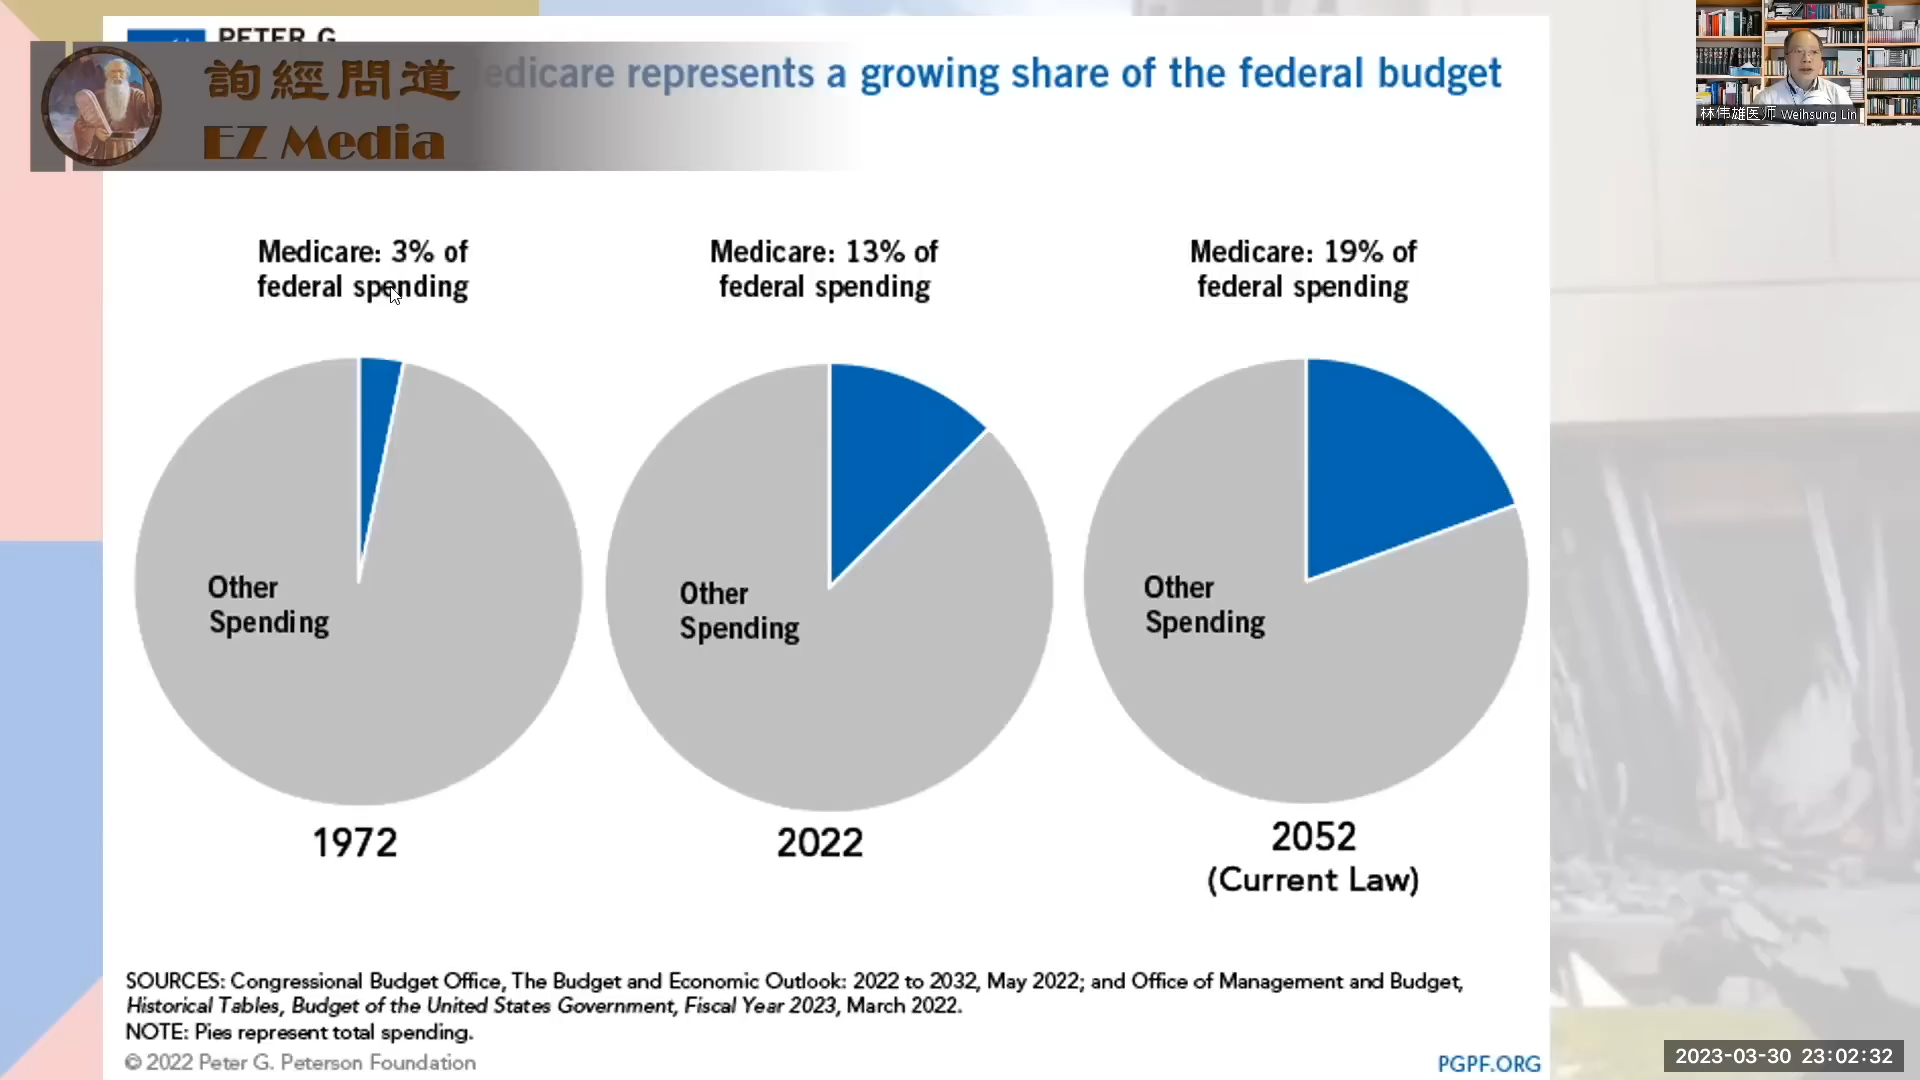 PETER G.
edicare represents a growing share of the federal budget
詢經問道
EZ Media
林伟雄医师 Weihsung Lin
Medicare: 3% of
federal spending
Medicare: 13% of
federal spending
Medicare: 19% of
federal spending
Other
Spending
Other
Spending
Other
Spending
1972
2022
2052
(Current Law)
SOURCES: Congressional Budget Office, The Budget and Economic Outlook: 2022 to 2032, May 2022; and Office of Management and Budget,
Historical Tables, Budget of the United States Government, Fiscal Year 2023, March 2022.
NOTE: Pies represent total spending.
© 2022 Peter G. Peterson Foundation
PGPF.ORG
2023-03-30 23:02:32